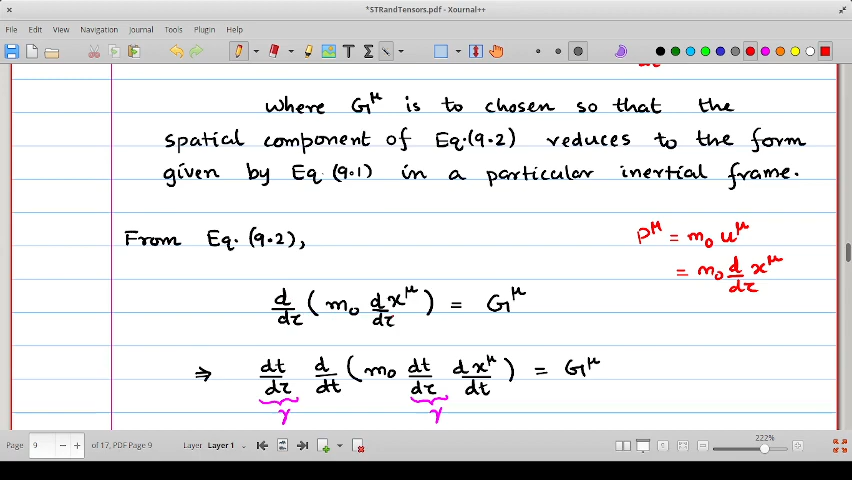 *STRandTensors.pdf - Xournal++
File Edit View Navigation Journal Tools Plugin Help
where G^μ is to chosen so that the
spatial component of Eq.(9.2) reduces to the form
given by Eq.(9.1) in a particular inertial frame.
From Eq.(9.2),
P^μ = m₀ u^μ
= m₀ d/dτ x^μ
d/dτ (m₀ dx^μ/dτ) = G^μ
⇒ dt/dτ d/dt (m₀ dt/dτ dx^μ/dt) = G^μ
γ γ
Page 9 of 17, PDF Page 9 Layer Layer 1 222%